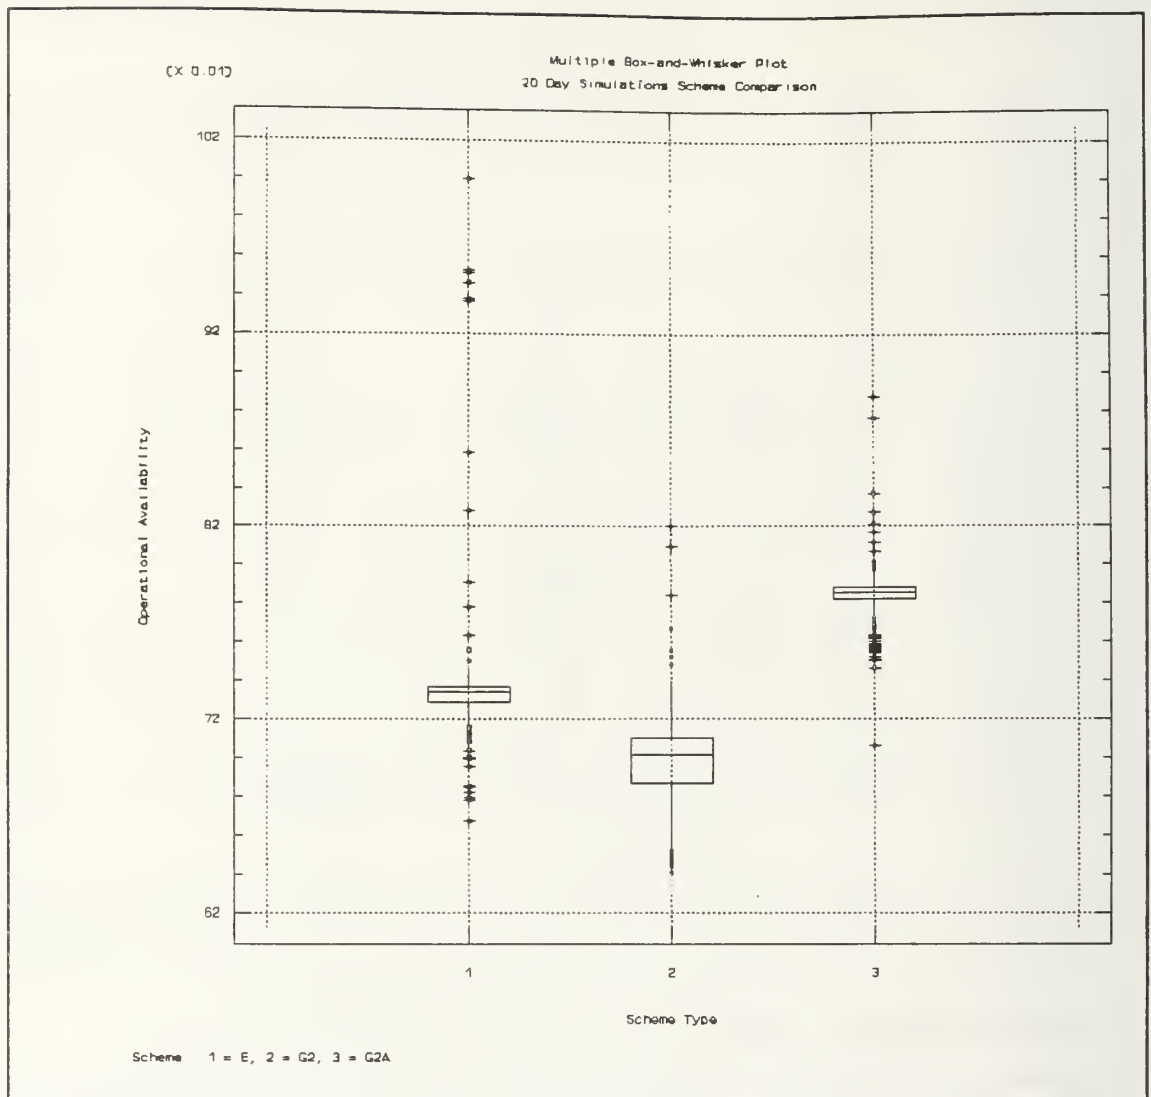 Multiple Box-and-Whisker Plot
(X 0.01)
20 Day Simulations Scheme Comparison
102
92
82
72
62
Operational Availability
1 2 3
Scheme Type
Scheme 1 = E, 2 = G2, 3 = G2A